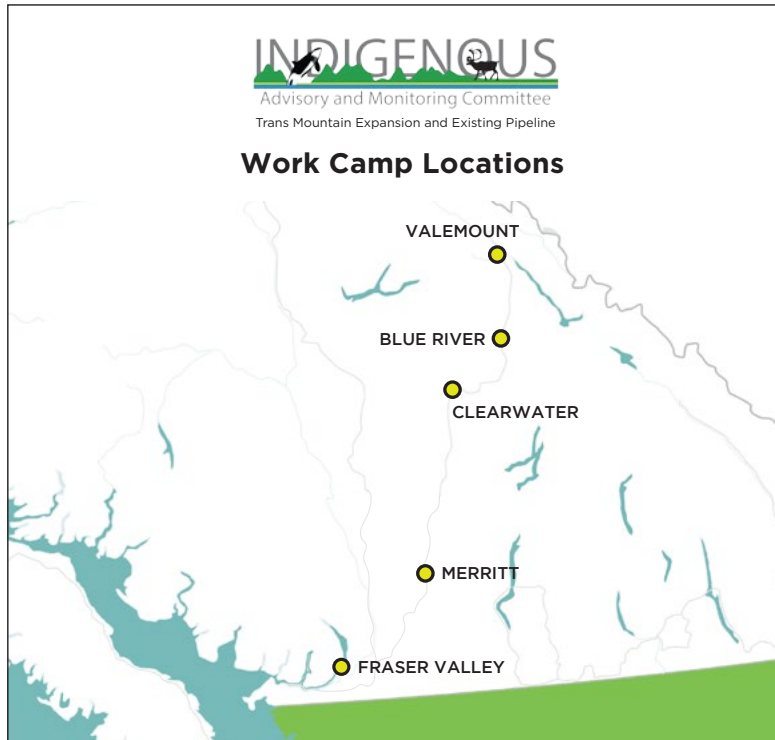 INDIGENOUS
Advisory and Monitoring Committee
Trans Mountain Expansion and Existing Pipeline
Work Camp Locations
VALEMOUNT
BLUE RIVER
CLEARWATER
MERRITT
FRASER VALLEY